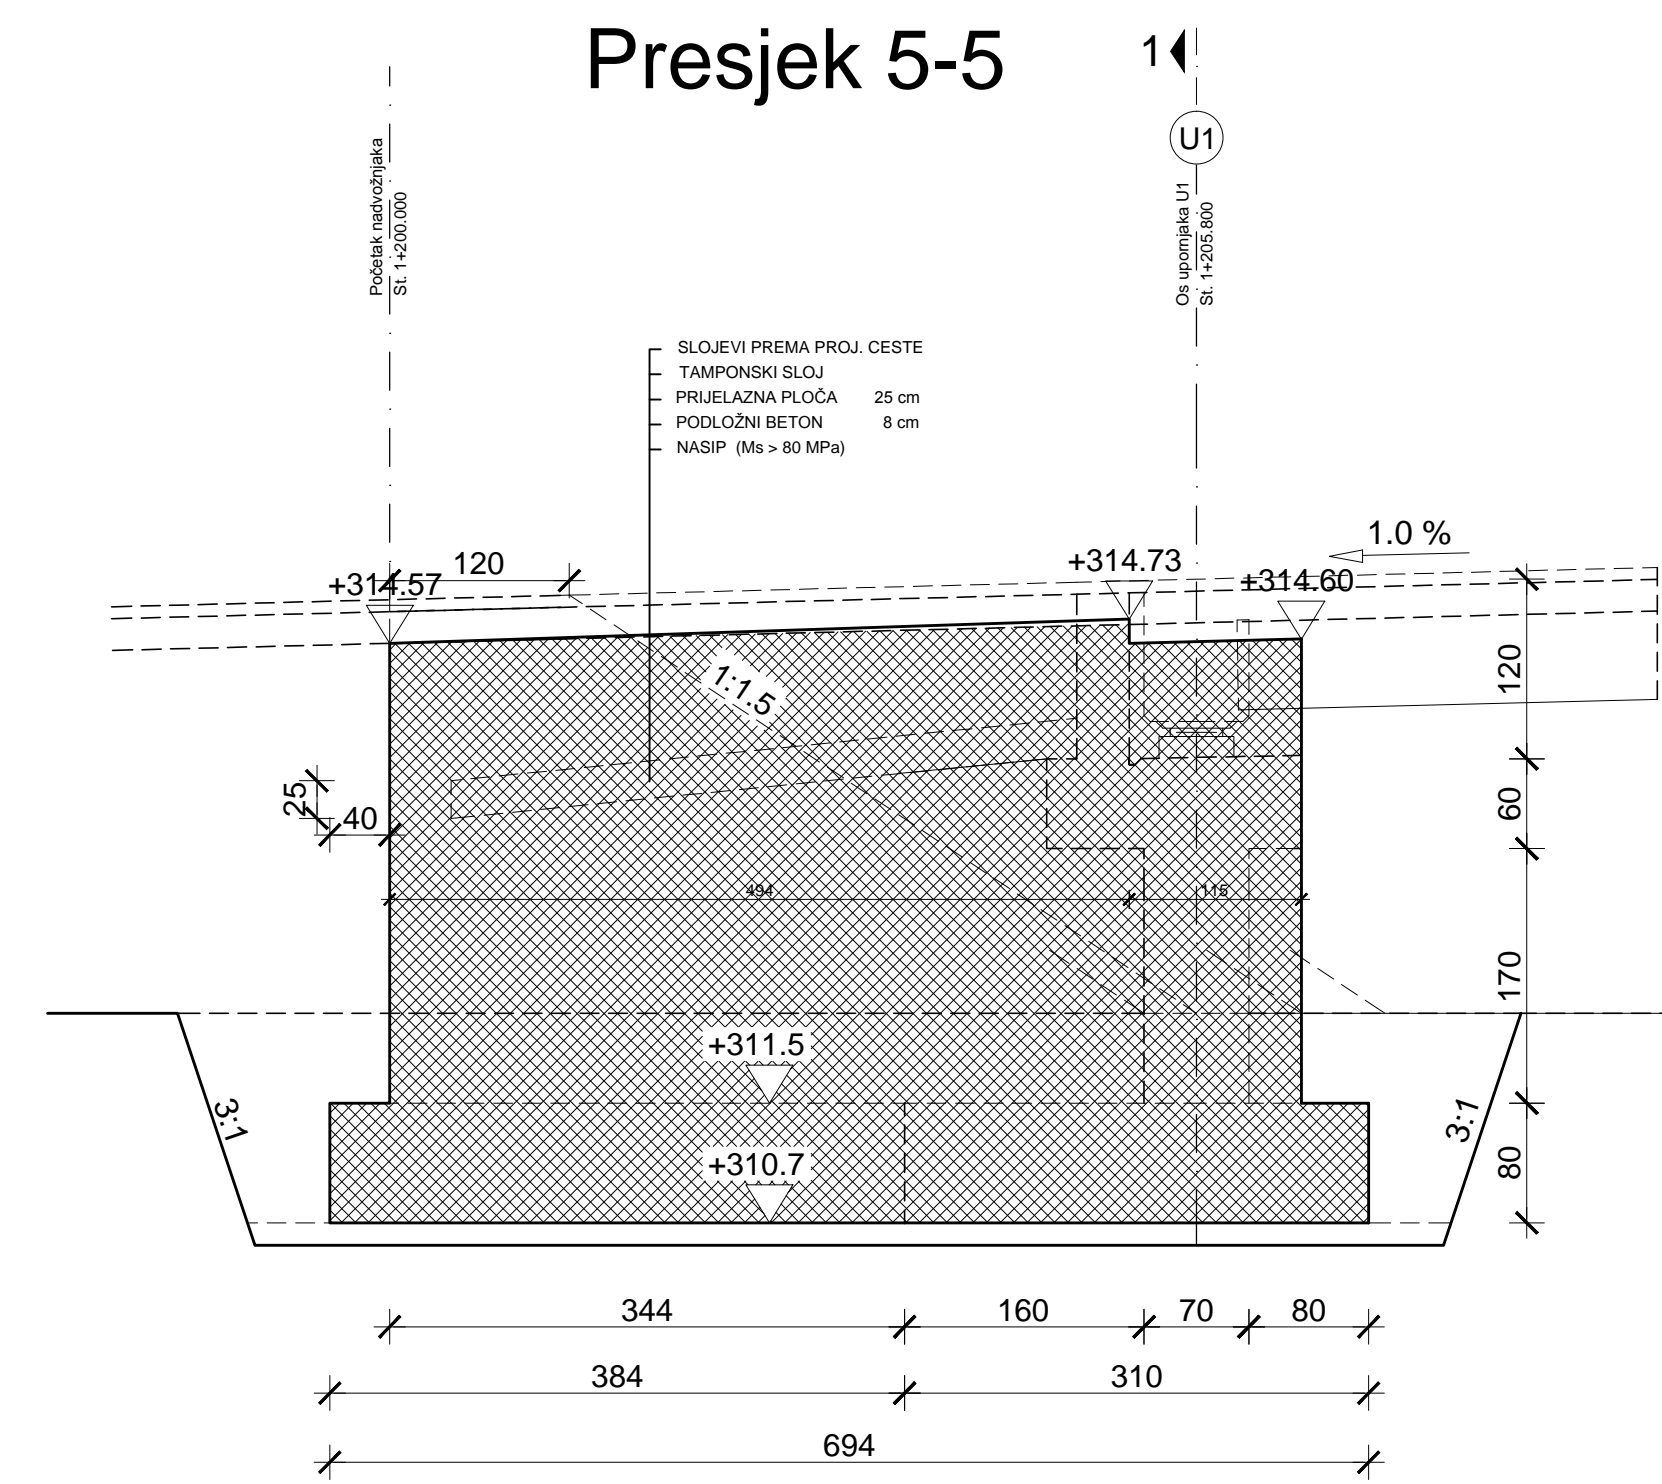 Presjek 5-5
1
U1
Početak nadvožnjaka
St. 1+200.000
Os upornjaka U1
St. 1+205.800
SLOJEVI PREMA PROJ. CESTE
TAMPONSKI SLOJ
PRIJELAZNA PLOČA 25 cm
PODLOŽNI BETON 8 cm
NASIP (Ms > 80 MPa)
1.0 %
120
+314.57
+314.73
+314.60
120
1:1.5
25
40
60
494
115
170
+311.5
3:1
3:1
+310.7
80
344
160
70
80
384
310
694